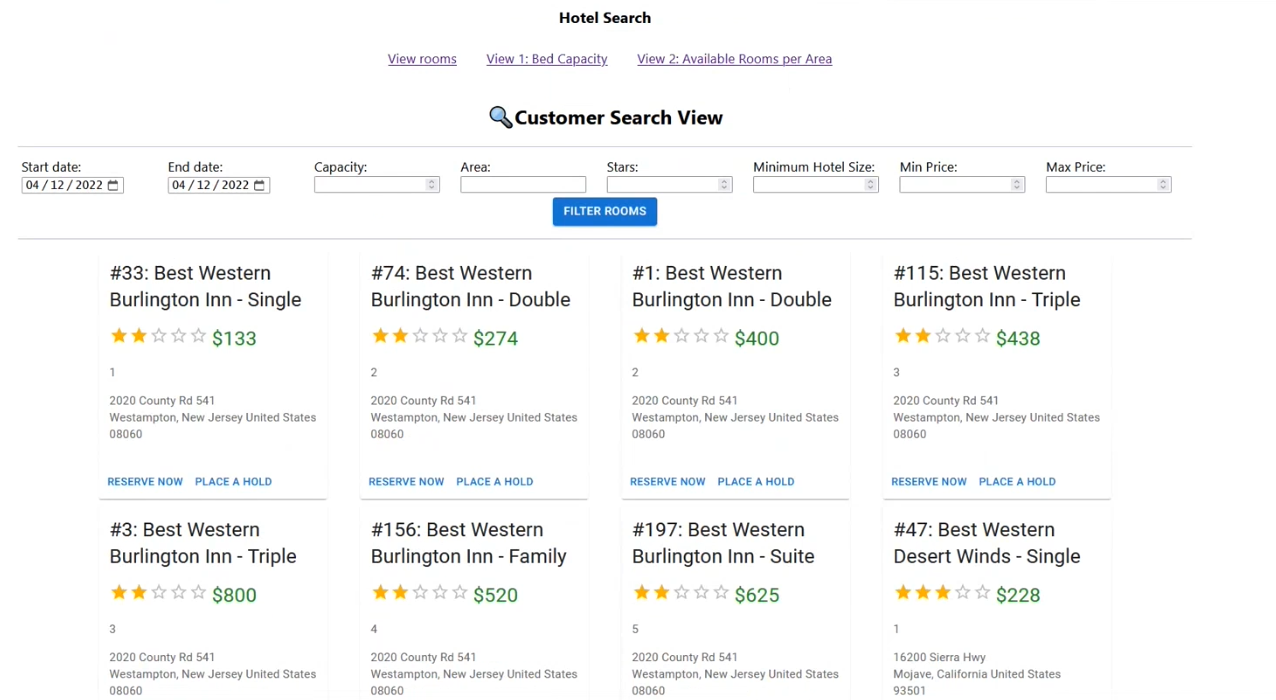 Hotel Search
View rooms View 1: Bed Capacity View 2: Available Rooms per Area
Customer Search View
Start date: End date: Capacity: Area: Stars: Minimum Hotel Size: Min Price: Max Price:
04 / 12 / 2022 04 / 12 / 2022
FILTER ROOMS
#33: Best Western
Burlington Inn - Single
$133
1
2020 County Rd 541
Westampton, New Jersey United States
08060
RESERVE NOW PLACE A HOLD
#74: Best Western
Burlington Inn - Double
$274
2
2020 County Rd 541
Westampton, New Jersey United States
08060
RESERVE NOW PLACE A HOLD
#1: Best Western
Burlington Inn - Double
$400
2
2020 County Rd 541
Westampton, New Jersey United States
08060
RESERVE NOW PLACE A HOLD
#115: Best Western
Burlington Inn - Triple
$438
3
2020 County Rd 541
Westampton, New Jersey United States
08060
RESERVE NOW PLACE A HOLD
#3: Best Western
Burlington Inn - Triple
$800
3
2020 County Rd 541
Westampton, New Jersey United States
08060
#156: Best Western
Burlington Inn - Family
$520
4
2020 County Rd 541
Westampton, New Jersey United States
08060
#197: Best Western
Burlington Inn - Suite
$625
5
2020 County Rd 541
Westampton, New Jersey United States
08060
#47: Best Western
Desert Winds - Single
$228
1
16200 Sierra Hwy
Mojave, California United States
93501